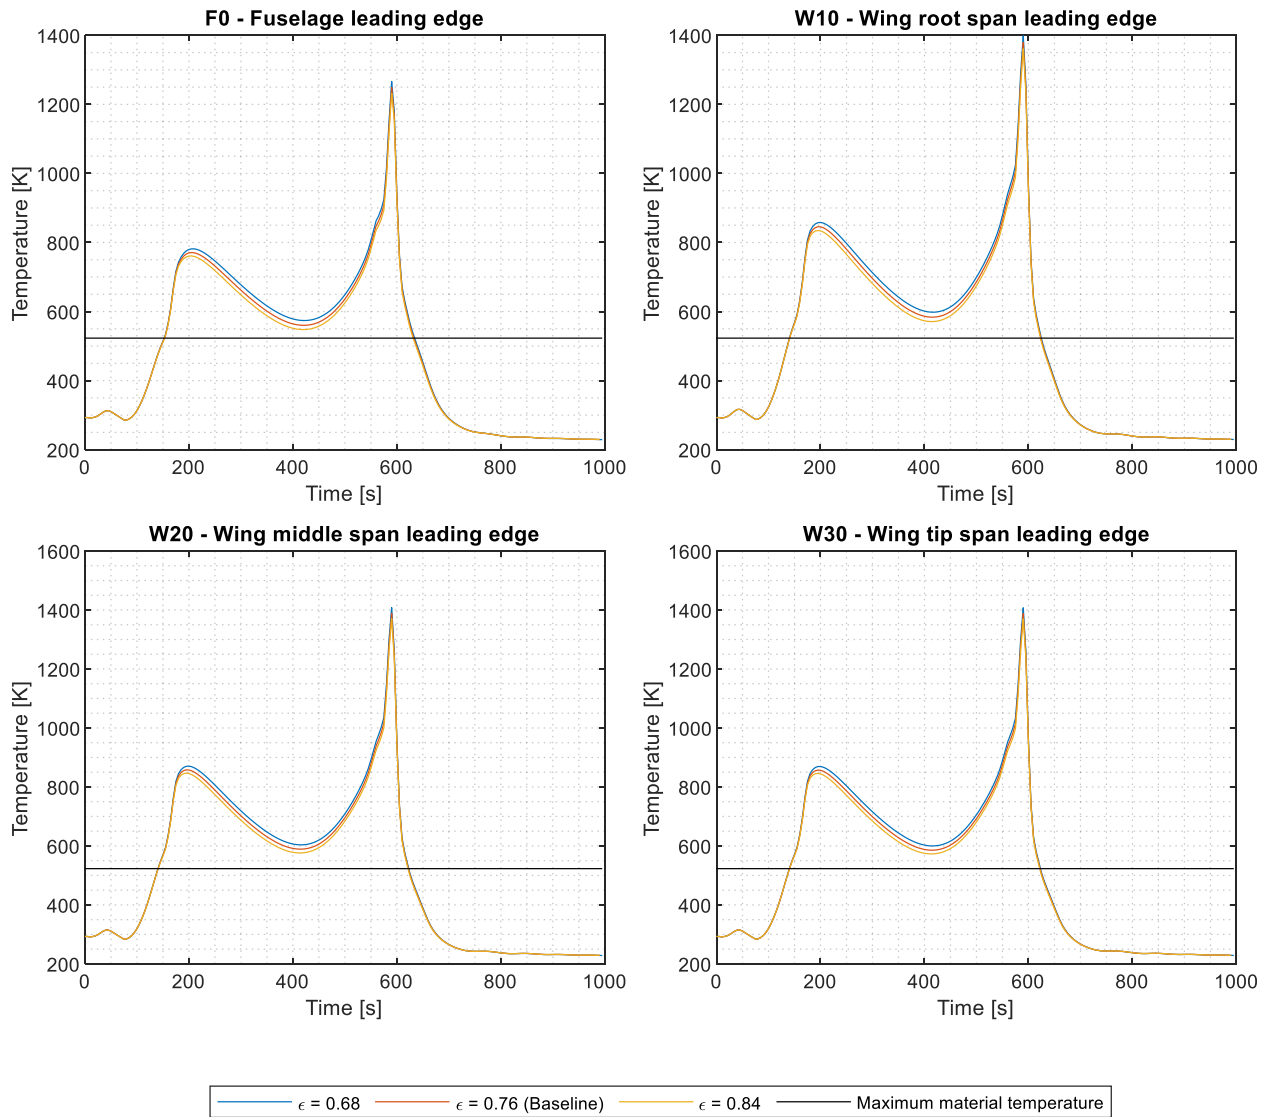 F0 - Fuselage leading edge
1400
1200
1000
800
600
400
200
Temperature [K]
0 200 400 600 800 1000
Time [s]
W10 - Wing root span leading edge
1400
1200
1000
800
600
400
200
Temperature [K]
0 200 400 600 800 1000
Time [s]
W20 - Wing middle span leading edge
1600
1400
1200
1000
800
600
400
200
Temperature [K]
0 200 400 600 800 1000
Time [s]
W30 - Wing tip span leading edge
1600
1400
1200
1000
800
600
400
200
Temperature [K]
0 200 400 600 800 1000
Time [s]
ϵ = 0.68 ϵ = 0.76 (Baseline) ϵ = 0.84 Maximum material temperature